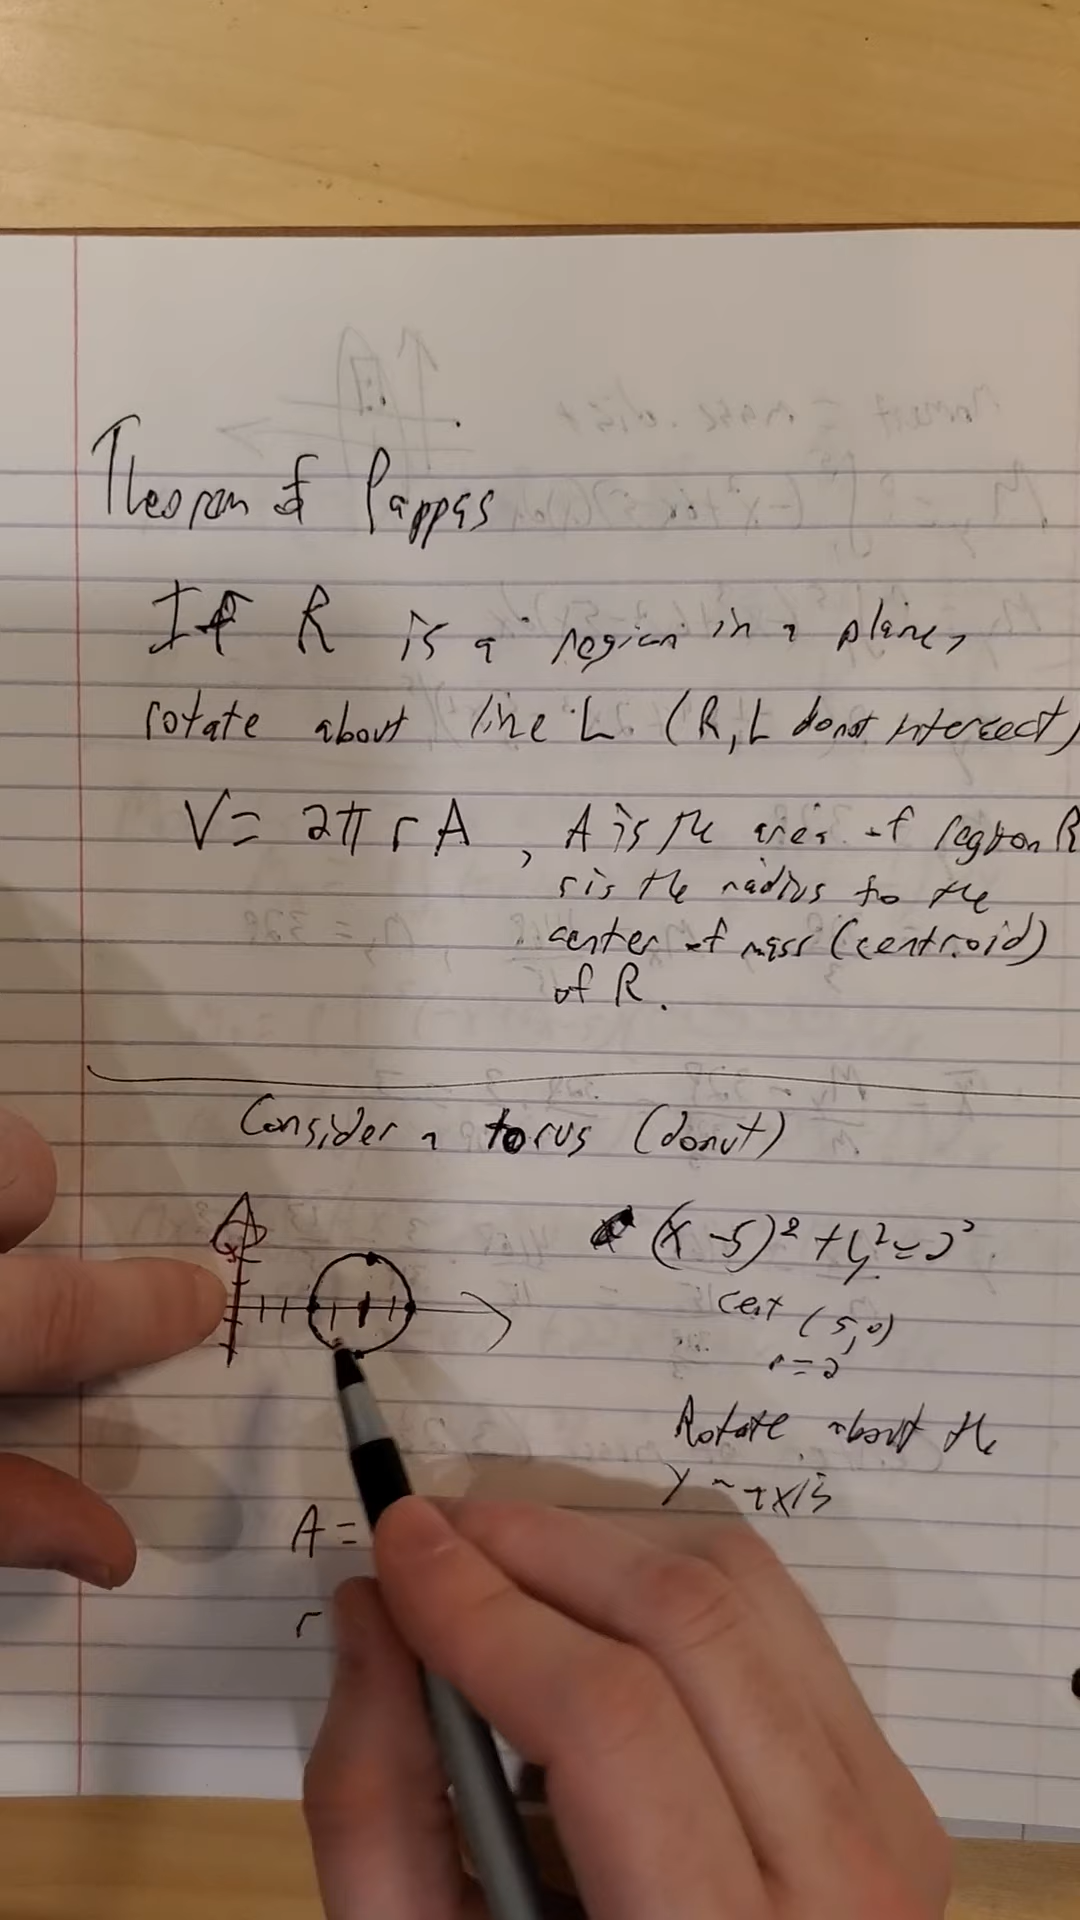 Theorem of Pappas
If R is a region in a plane,
rotate about line L (R, L do not intersect)
V = 2π r A , A is the area of region R
r is the radius to the
center of mass (centroid)
of R.
Consider a torus (donut)
(x - 5)² + y² = 2²
cent (5,0)
r = 2
Rotate about the
y-axis
A =
r